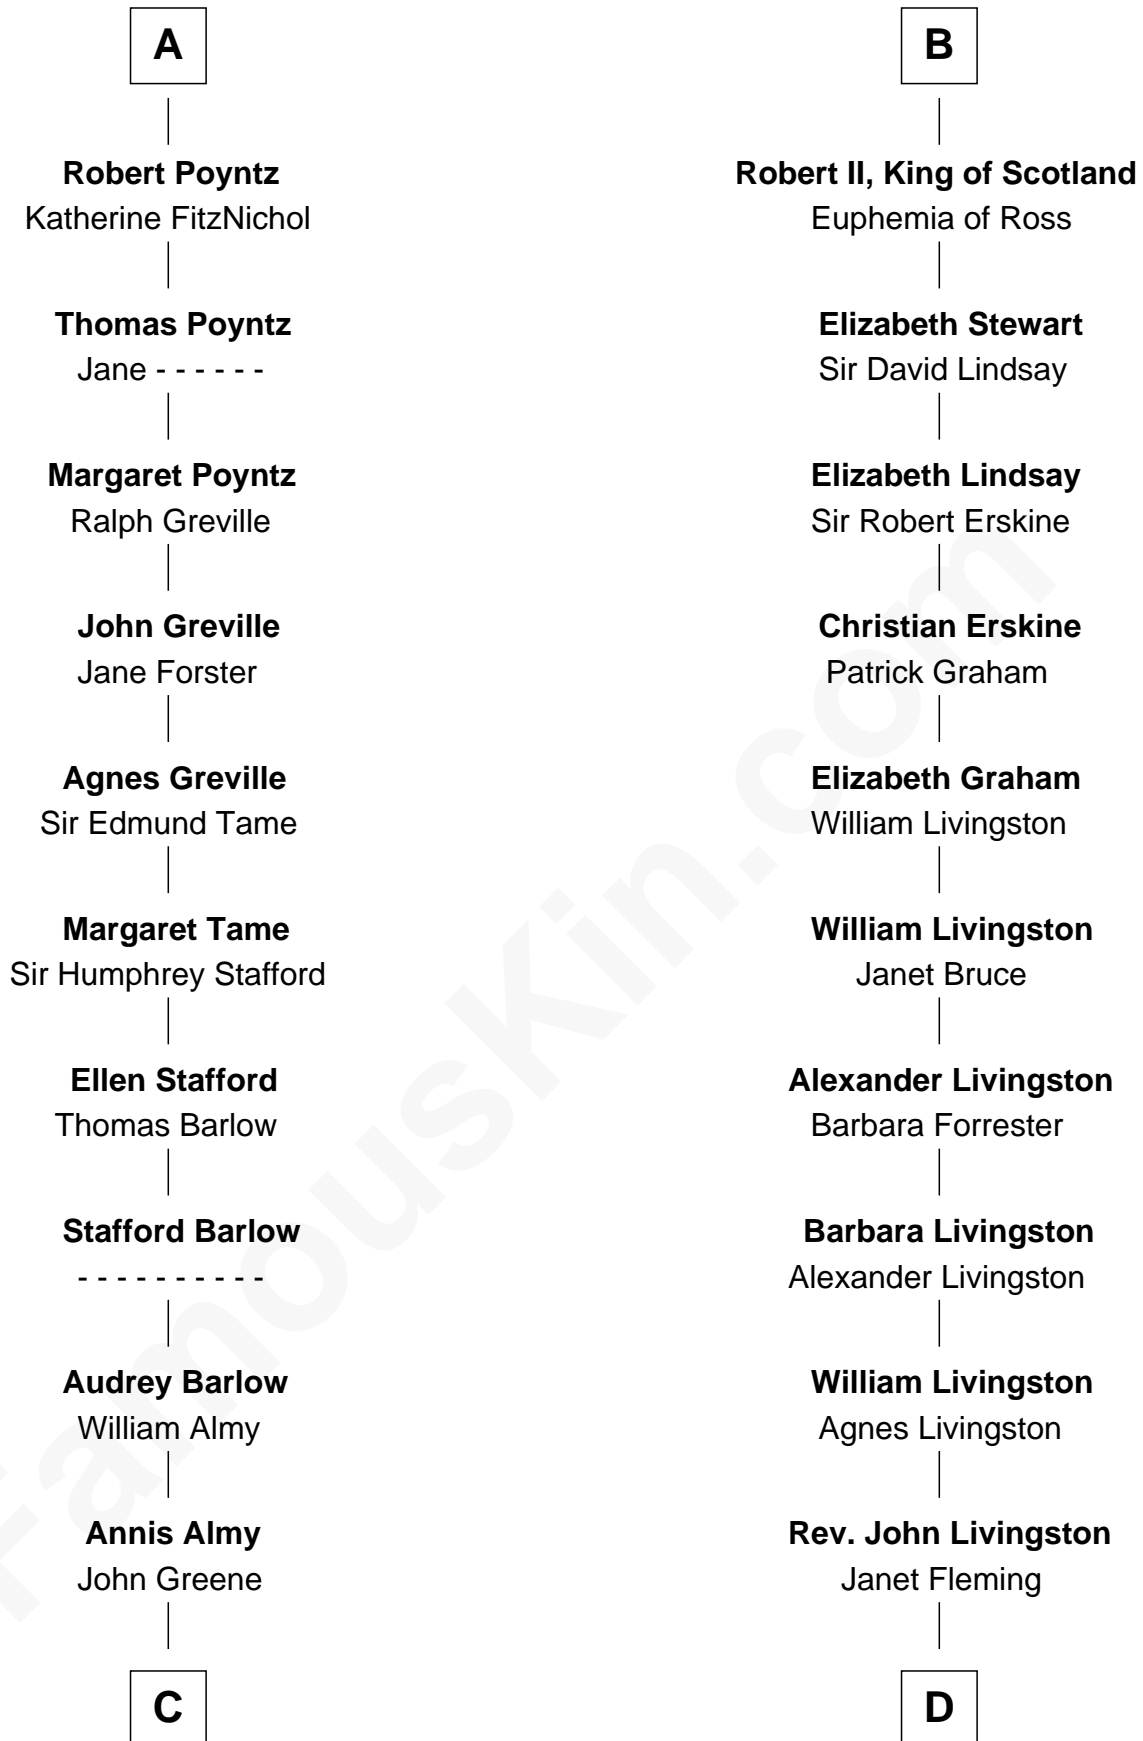 A
Robert Poyntz
Katherine FitzNichol
Thomas Poyntz
Jane - - - - - -
Margaret Poyntz
Ralph Greville
John Greville
Jane Forster
Agnes Greville
Sir Edmund Tame
Margaret Tame
Sir Humphrey Stafford
Ellen Stafford
Thomas Barlow
Stafford Barlow
- - - - - - - - - -
Audrey Barlow
William Almy
Annis Almy
John Greene
C
B
Robert II, King of Scotland
Euphemia of Ross
Elizabeth Stewart
Sir David Lindsay
Elizabeth Lindsay
Sir Robert Erskine
Christian Erskine
Patrick Graham
Elizabeth Graham
William Livingston
William Livingston
Janet Bruce
Alexander Livingston
Barbara Forrester
Barbara Livingston
Alexander Livingston
William Livingston
Agnes Livingston
Rev. John Livingston
Janet Fleming
D
FamousKin.com